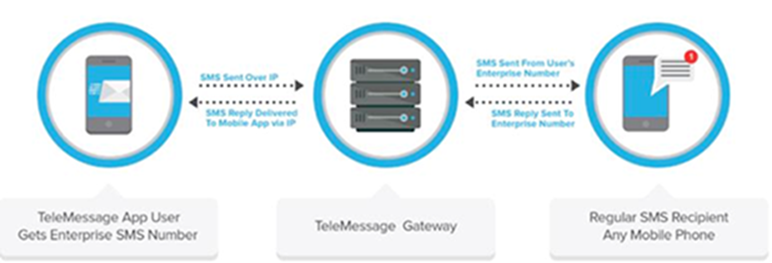 SMS Sent Over IP
SMS Reply Delivered
To Mobile App via IP
SMS Sent From User's
Enterprise Number
SMS Reply Sent To
Enterprise Number
1
TeleMessage App User
Gets Enterprise SMS Number
TeleMessage Gateway
Regular SMS Recipient
Any Mobile Phone